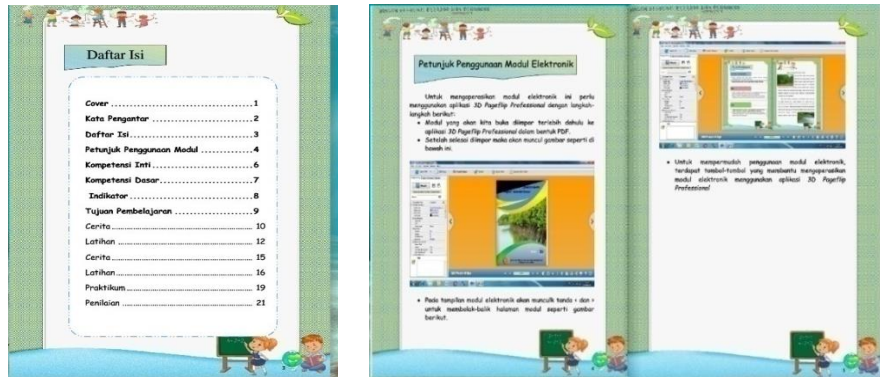 Daftar Isi
Cover ........................................ 1
Kata Pengantar ........................... 2
Daftar Isi .................................... 3
Petunjuk Penggunaan Modul ........ 4
Kompetensi Inti ........................... 6
Kompetensi Dasar ........................ 7
Indikator .................................... 8
Tujuan Pembelajaran ................... 9
Cerita ........................................ 10
Latihan ...................................... 12
Cerita ........................................ 15
Latihan ...................................... 16
Praktikum ................................... 19
Penilaian .................................... 21
Petunjuk Penggunaan Modul Elektronik
Untuk mengoperasikan modul elektronik ini perlu
menggunakan aplikasi 3D Pageflip Professional dengan langkah-
langkah berikut:
• Modul yang akan kita buka diimpor terlebih dahulu ke
aplikasi 3D Pageflip Professional dalam bentuk PDF.
• Setelah selesai diimpor maka akan muncul gambar seperti di
bawah ini.
• Pada tampilan modul elektronik akan munculk tanda < dan >
untuk membolak-balik halaman modul seperti gambar
berikut.
• Untuk mempermudah penggunaan modul elektronik,
terdapat tombol-tombol yang membantu mengoperasikan
modul elektronik menggunakan aplikasi 3D Pageflip
Professional